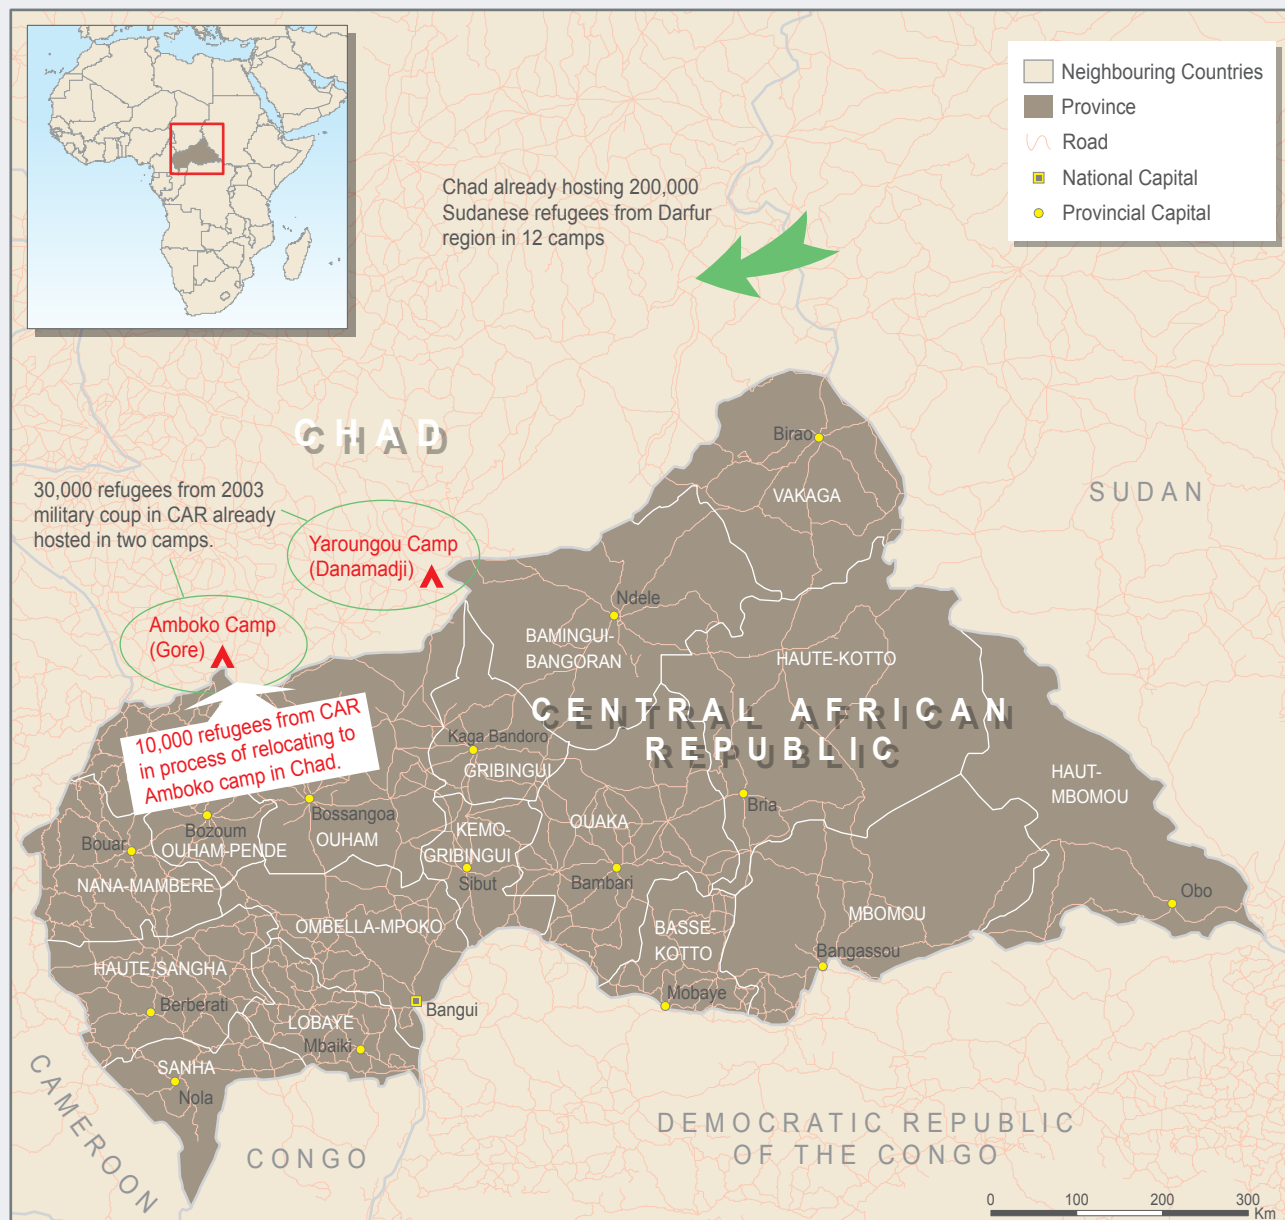 Neighbouring Countries
Province
Road
National Capital
Provincial Capital
Chad already hosting 200,000
Sudanese refugees from Darfur
region in 12 camps
CHAD
30,000 refugees from 2003
military coup in CAR already
hosted in two camps.
Yaroungou Camp
(Danamadji)
Amboko Camp
(Gore)
10,000 refugees from CAR
in process of relocating to
Amboko camp in Chad.
SUDAN
Birao
VAKAGA
Ndele
BAMINGUI-
BANGORAN
HAUTE-KOTTO
CENTRAL AFRICAN
REPUBLIC
Kaga Bandoro
GRIBINGUI
HAUT-
MBOMOU
Bria
Bossangoa
OUHAM
Bozoum
OUHAM-PENDE
Bouar
NANA-MAMBERE
KEMO-
GRIBINGUI
Sibut
OUAKA
Bambari
Obo
MBOMOU
BASSE-
KOTTO
Bangassou
Mobaye
OMBELLA-MPOKO
HAUTE-SANGHA
Berberati
Bangui
LOBAYE
Mbaiki
SANHA
Nola
CAMEROON
CONGO
DEMOCRATIC REPUBLIC
OF THE CONGO
0 100 200 300
Km